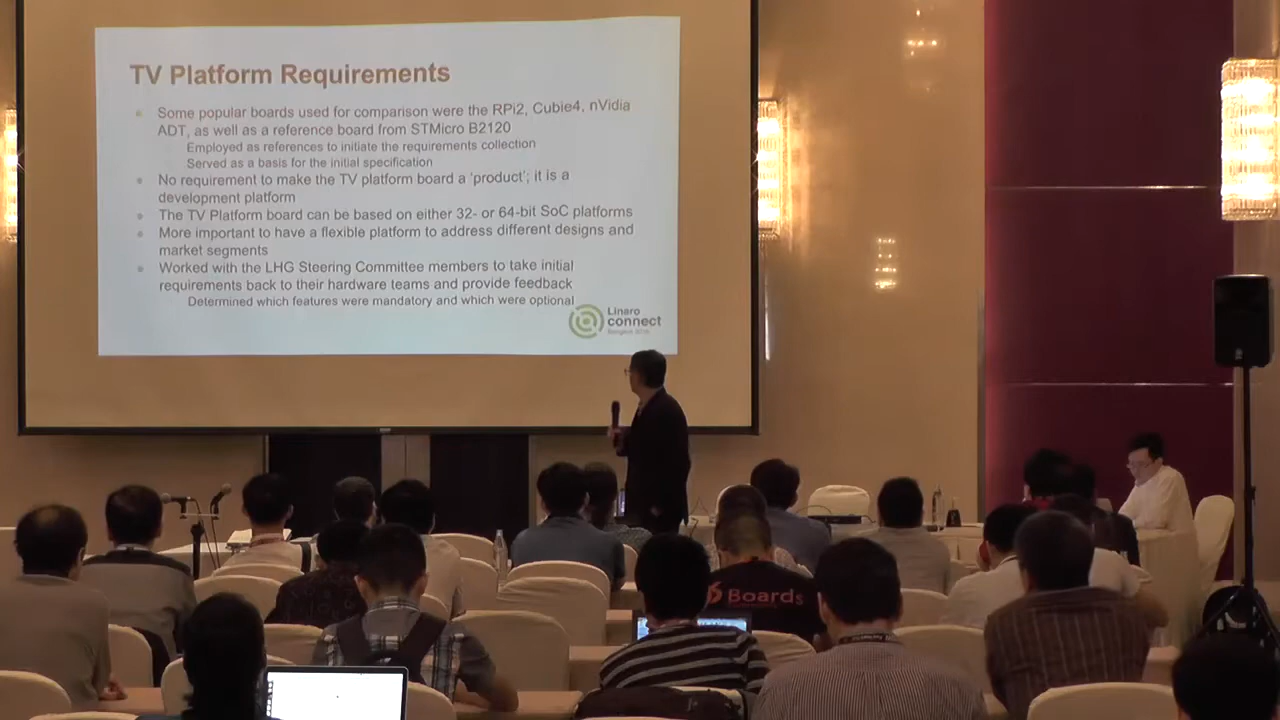 TV Platform Requirements
Some popular boards used for comparison were the RPi2, Cubie4, nVidia
ADT, as well as a reference board from STMicro B2120
Employed as references to initiate the requirements collection
Served as a basis for the initial specification
No requirement to make the TV platform board a 'product'; it is a
development platform
The TV Platform board can be based on either 32- or 64-bit SoC platforms
More important to have a flexible platform to address different designs and
market segments
Worked with the LHG Steering Committee members to take initial
requirements back to their hardware teams and provide feedback
Determined which features were mandatory and which were optional
Linaro
connect
Boards